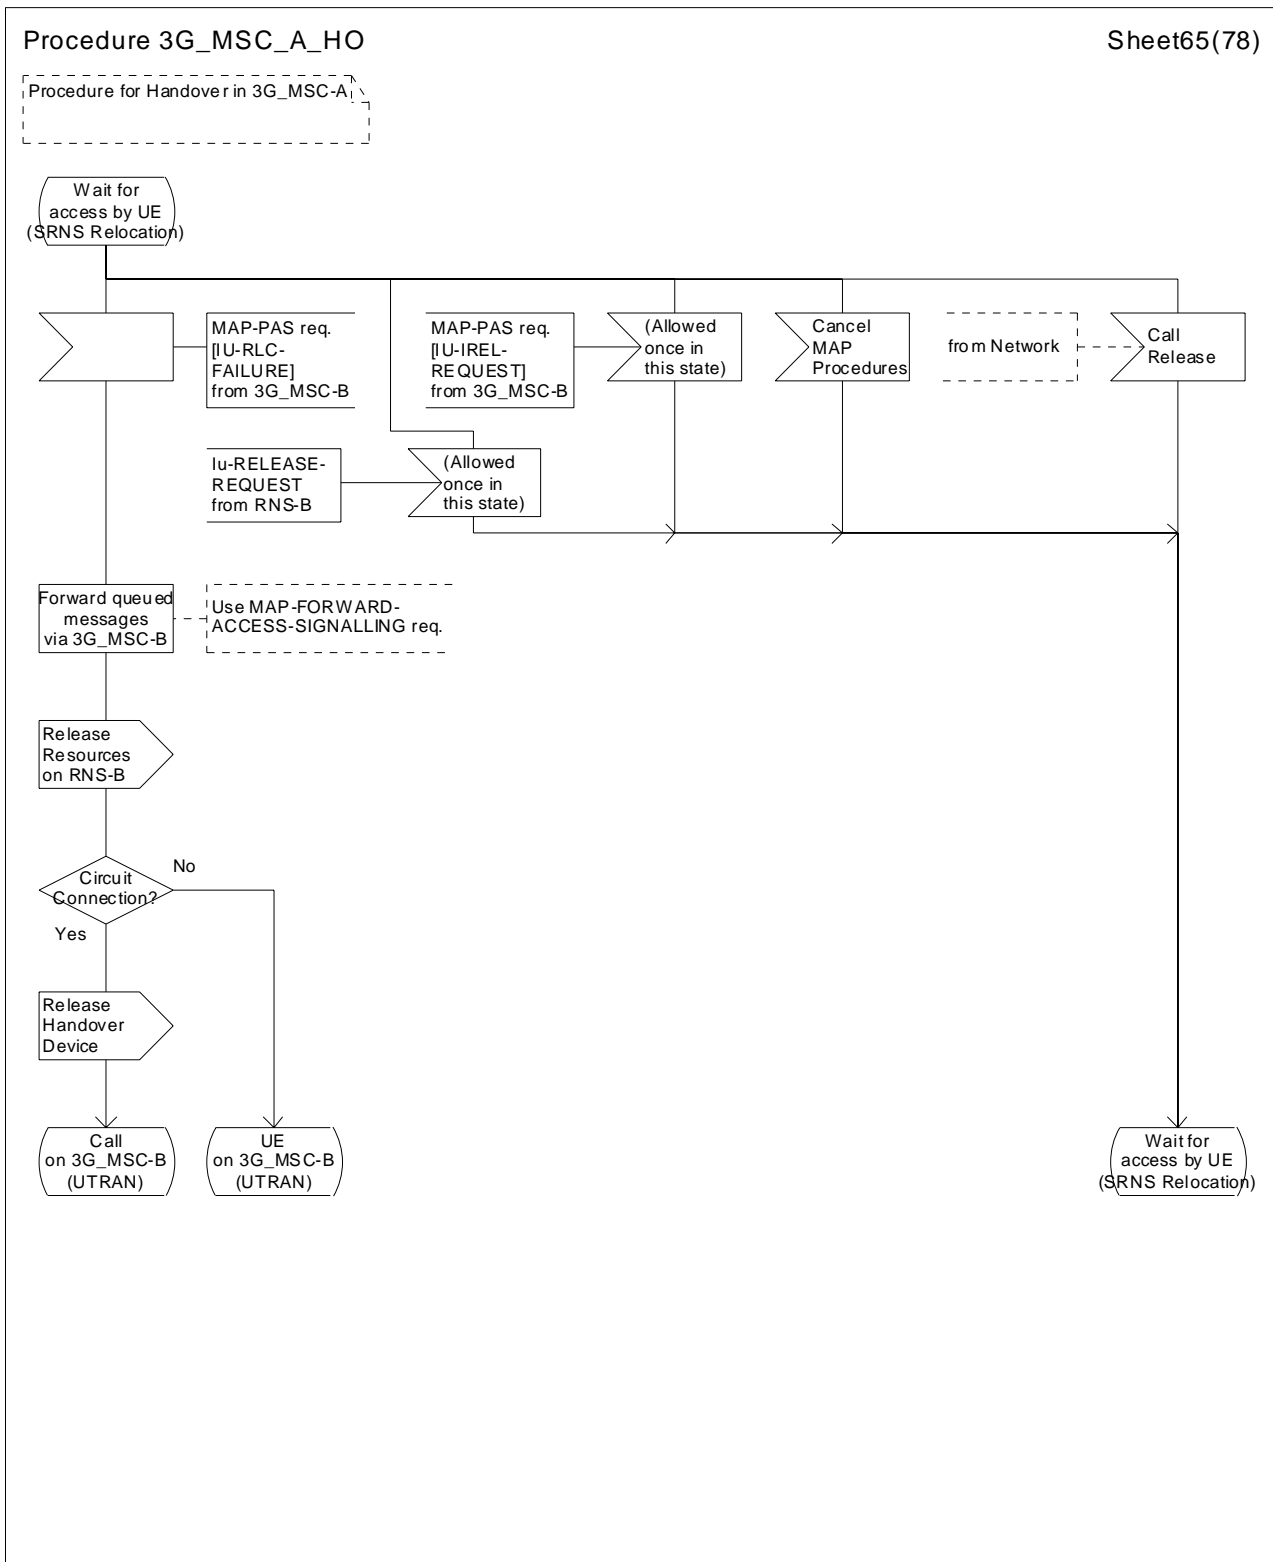 Procedure 3G_MSC_A_HO
Sheet65(78)
Procedure for Handover in 3G_MSC-A
Wait for
access by UE
(SRNS Relocation)
MAP-PAS req.
[IU-RLC-
FAILURE]
from 3G_MSC-B
MAP-PAS req.
[IU-IREL-
REQUEST]
from 3G_MSC-B
(Allowed
once in
this state)
Cancel
MAP
Procedures
from Network
Call
Release
Iu-RELEASE-
REQUEST
from RNS-B
(Allowed
once in
this state)
Forward queued
messages
via 3G_MSC-B
Use MAP-FORWARD-
ACCESS-SIGNALLING req.
Release
Resources
on RNS-B
Circuit
Connection?
No
Yes
Release
Handover
Device
Call
on 3G_MSC-B
(UTRAN)
UE
on 3G_MSC-B
(UTRAN)
Wait for
access by UE
(SRNS Relocation)